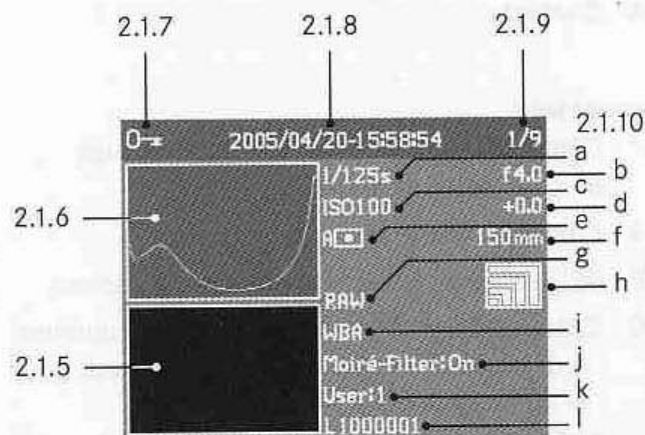 2.1.7 2.1.8 2.1.9
2.1.10
2005/04/20-15:58:54 1/9
1/125s a f4.0 b
ISO100 c +0.0 d
A e 150mm f
2.1.6
g
RAW h
WBA i
2.1.5
Moiré-Filter:On j
User:1 k
L1000001 l